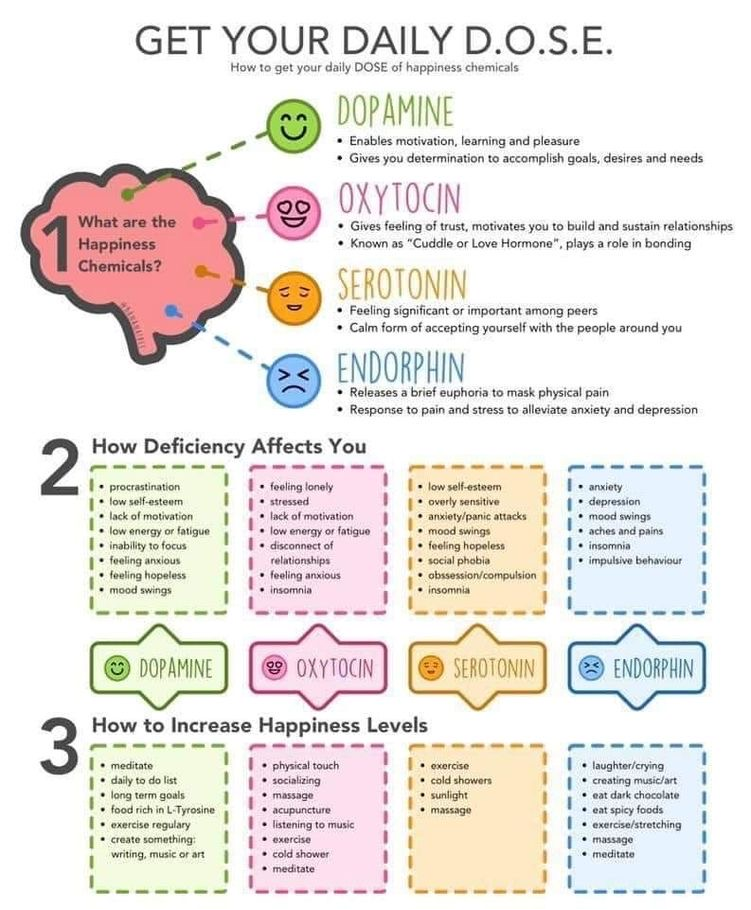 GET YOUR DAILY D.O.S.E.
How to get your daily DOSE of happiness chemicals
1
What are the
Happiness
Chemicals?
DOPAMINE
• Enables motivation, learning and pleasure
• Gives you determination to accomplish goals, desires and needs
OXYTOCIN
• Gives feeling of trust, motivates you to build and sustain relationships
• Known as “Cuddle or Love Hormone”, plays a role in bonding
SEROTONIN
• Feeling significant or important among peers
• Calm form of accepting yourself with the people around you
ENDORPHIN
• Releases a brief euphoria to mask physical pain
• Response to pain and stress to alleviate anxiety and depression
2
How Deficiency Affects You
• procrastination
• low self-esteem
• lack of motivation
• low energy or fatigue
• inability to focus
• feeling anxious
• feeling hopeless
• mood swings
• feeling lonely
• stressed
• lack of motivation
• low energy or fatigue
• disconnect of
relationships
• feeling anxious
• insomnia
• low self-esteem
• overly sensitive
• anxiety/panic attacks
• mood swings
• feeling hopeless
• social phobia
• obssession/compulsion
• insomnia
• anxiety
• depression
• mood swings
• aches and pains
• insomnia
• impulsive behaviour
DOPAMINE
OXYTOCIN
SEROTONIN
ENDORPHIN
3
How to Increase Happiness Levels
• meditate
• daily to do list
• long term goals
• food rich in L-Tyrosine
• exercise regulary
• create something:
writing, music or art
• physical touch
• socializing
• massage
• acupuncture
• listening to music
• exercise
• cold shower
• meditate
• exercise
• cold showers
• sunlight
• massage
• laughter/crying
• creating music/art
• eat dark chocolate
• eat spicy foods
• exercise/stretching
• massage
• meditate